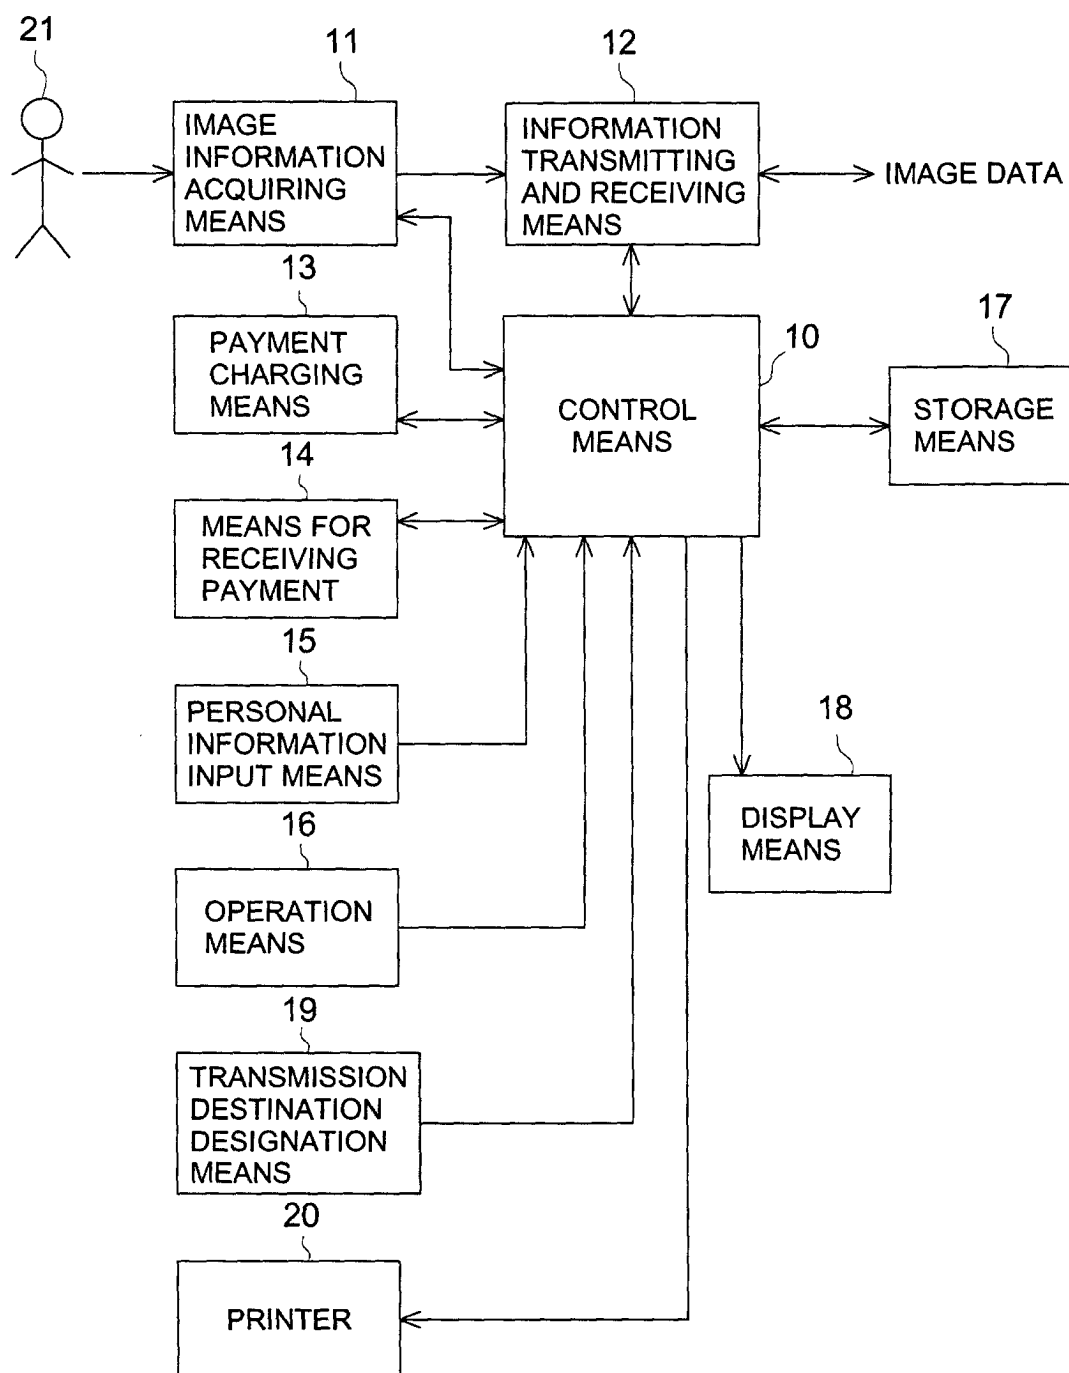 21
11
12
IMAGE
INFORMATION
ACQUIRING
MEANS
INFORMATION
TRANSMITTING
AND RECEIVING
MEANS
IMAGE DATA
13
PAYMENT
CHARGING
MEANS
10
CONTROL
MEANS
17
STORAGE
MEANS
14
MEANS FOR
RECEIVING
PAYMENT
15
PERSONAL
INFORMATION
INPUT MEANS
18
DISPLAY
MEANS
16
OPERATION
MEANS
19
TRANSMISSION
DESTINATION
DESIGNATION
MEANS
20
PRINTER